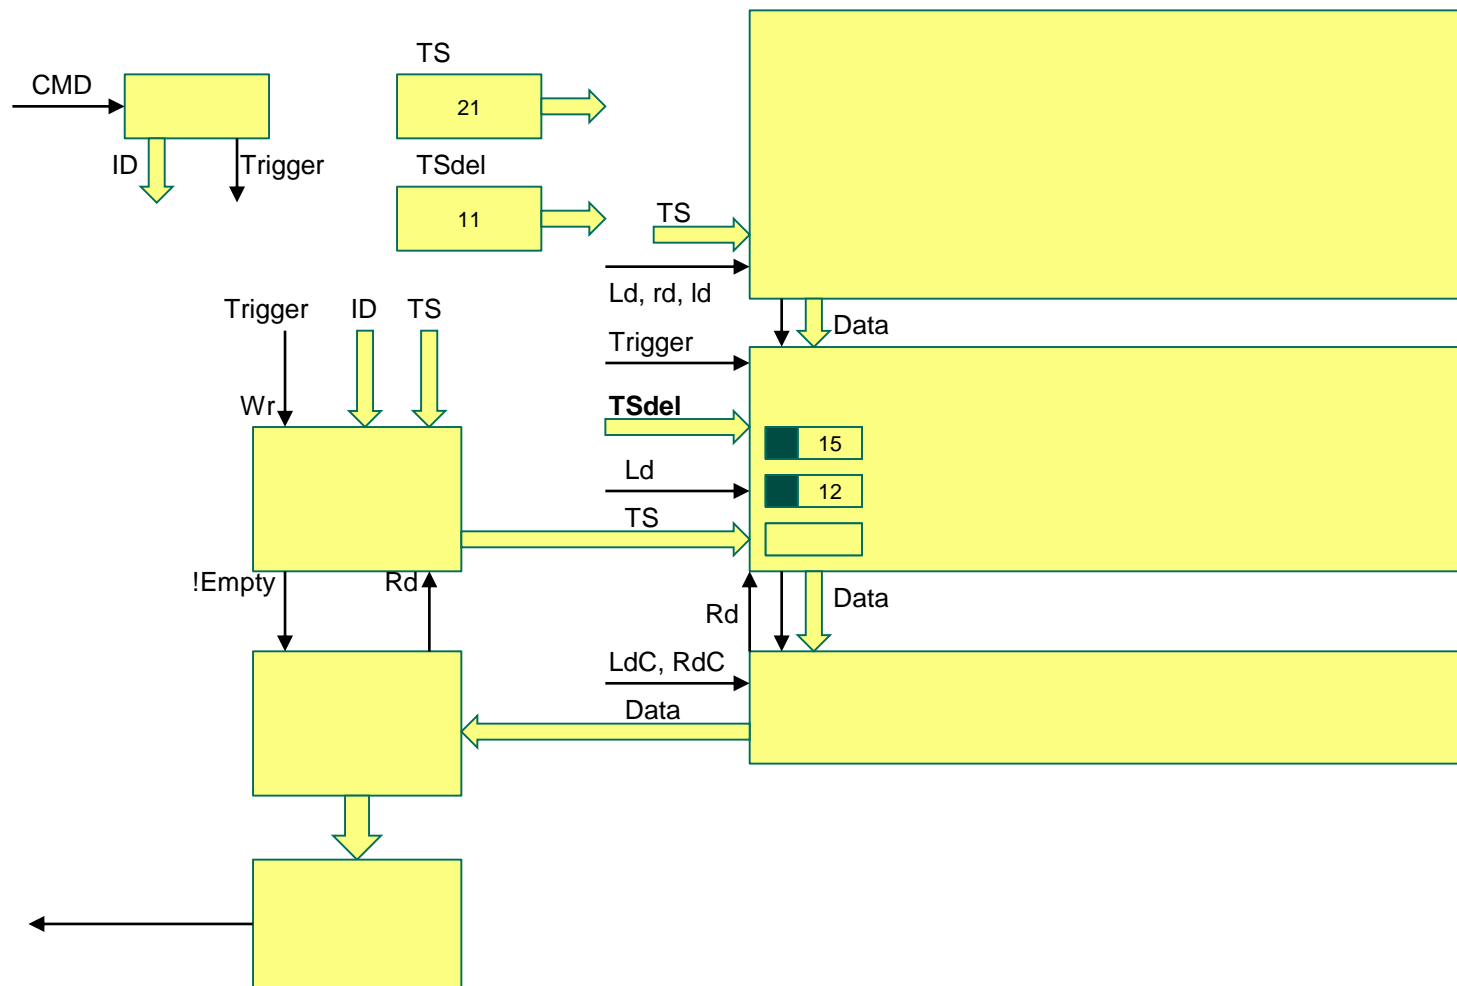 TS
CMD
21
ID
Trigger
TSdel
11
TS
Ld, rd, ld
Trigger
ID
TS
Data
Trigger
Wr
TSdel
15
Ld
12
TS
!Empty
Rd
Rd
Data
LdC, RdC
Data